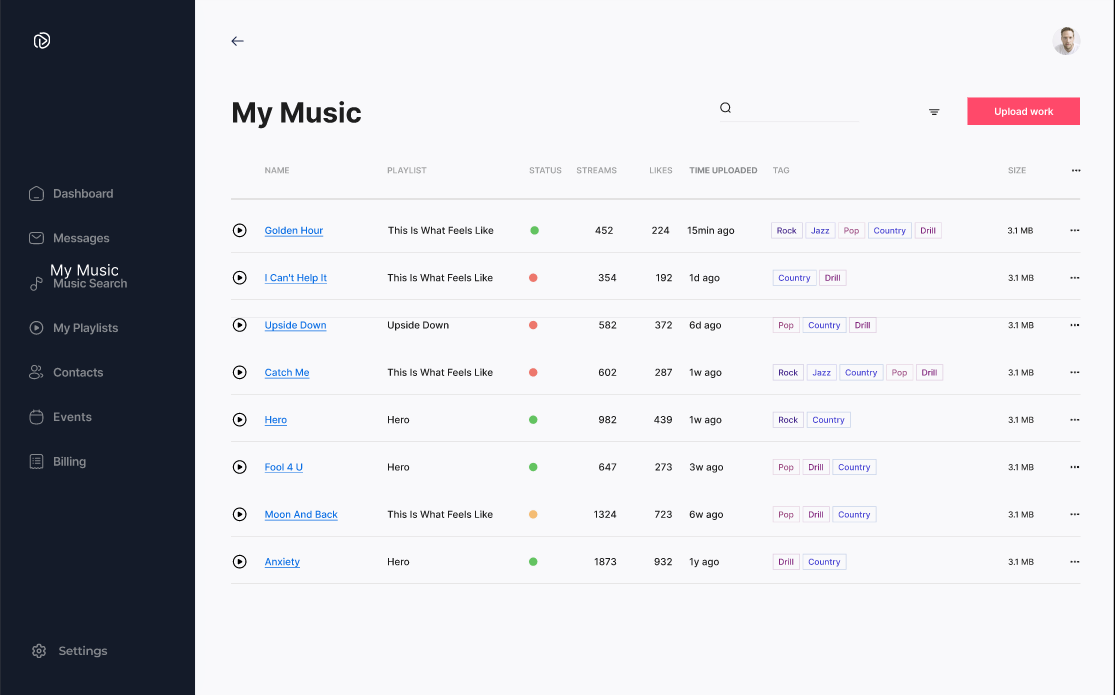 Dashboard
Messages
My Music
Music Search
My Playlists
Contacts
Events
Billing
Settings
My Music
Upload work
NAME PLAYLIST STATUS STREAMS LIKES TIME UPLOADED TAG SIZE
Golden Hour This Is What Feels Like 452 224 15min ago Rock Jazz Pop Country Drill 3.1 MB
I Can't Help It This Is What Feels Like 354 192 1d ago Country Drill 3.1 MB
Upside Down Upside Down 582 372 6d ago Pop Country Drill 3.1 MB
Catch Me This Is What Feels Like 602 287 1w ago Rock Jazz Country Pop Drill 3.1 MB
Hero Hero 982 439 1w ago Rock Country 3.1 MB
Fool 4 U Hero 647 273 3w ago Pop Drill Country 3.1 MB
Moon And Back This Is What Feels Like 1324 723 6w ago Pop Drill Country 3.1 MB
Anxiety Hero 1873 932 1y ago Drill Country 3.1 MB